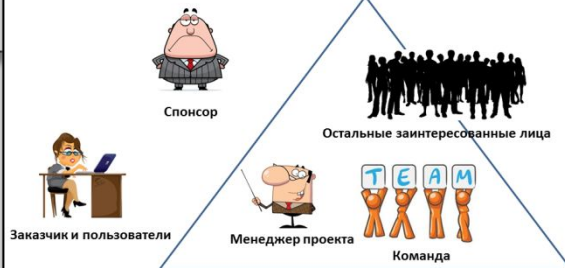 Спонсор
Остальные заинтересованные лица
TEAM
Заказчик и пользователи
Менеджер проекта
Команда